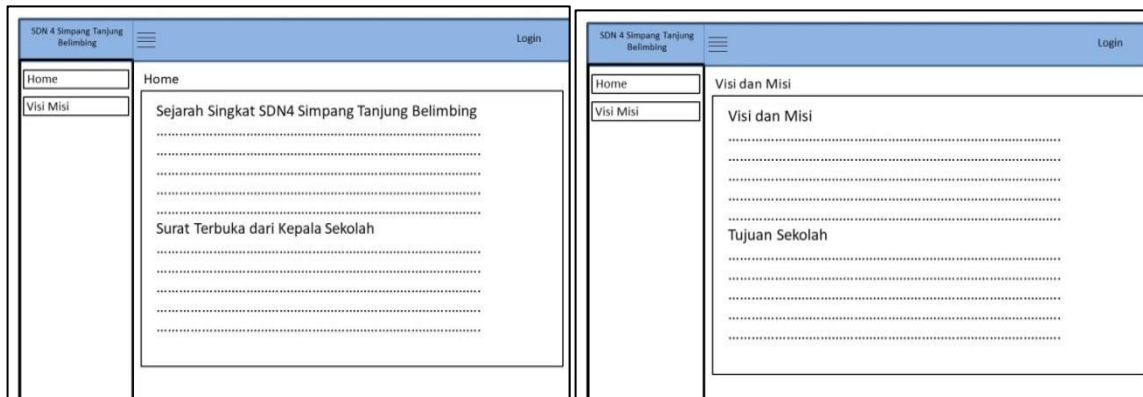 SDN 4 Simpang Tanjung
Belimbing
Login
Home
Visi Misi
Home
Sejarah Singkat SDN4 Simpang Tanjung Belimbing
................................................................................
................................................................................
................................................................................
................................................................................
................................................................................
Surat Terbuka dari Kepala Sekolah
................................................................................
................................................................................
................................................................................
................................................................................
................................................................................
SDN 4 Simpang Tanjung
Belimbing
Login
Home
Visi Misi
Visi dan Misi
Visi dan Misi
................................................................................
................................................................................
................................................................................
................................................................................
................................................................................
Tujuan Sekolah
................................................................................
................................................................................
................................................................................
................................................................................
................................................................................